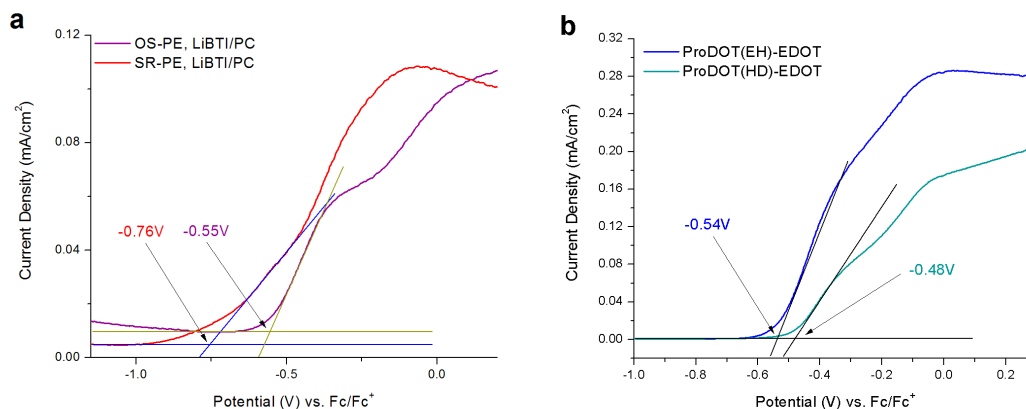 a
0.12
0.08
0.04
0.00
Current Density (mA/cm²)
OS-PE, LiBTI/PC
SR-PE, LiBTI/PC
-0.76V
-0.55V
-1.0
-0.5
0.0
Potential (V) vs. Fc/Fc⁺
b
0.32
0.28
0.24
0.20
0.16
0.12
0.08
0.04
0.00
Current Density (mA/cm²)
ProDOT(EH)-EDOT
ProDOT(HD)-EDOT
-0.54V
-0.48V
-1.0
-0.8
-0.6
-0.4
-0.2
0.0
0.2
Potential (V) vs. Fc/Fc⁺